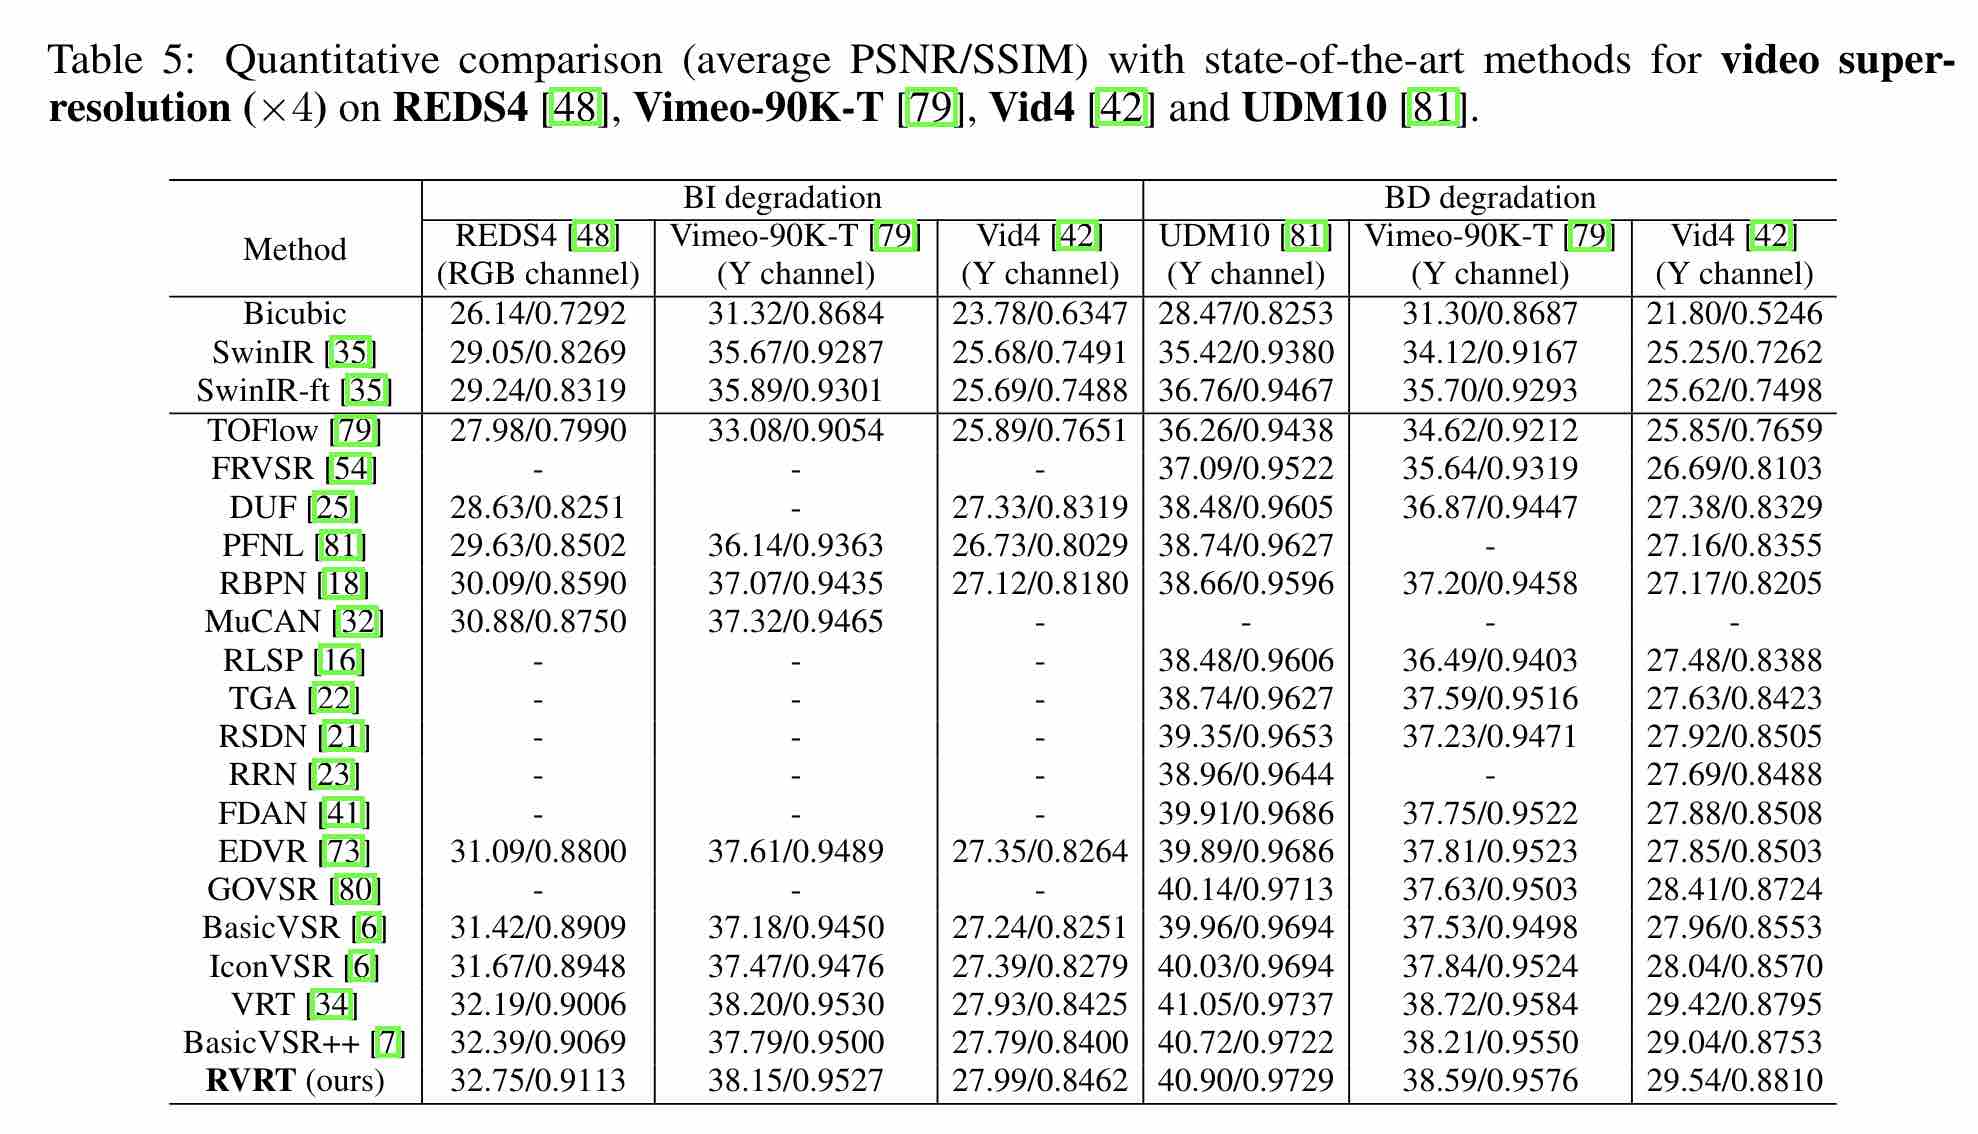 Table 5: Quantitative comparison (average PSNR/SSIM) with state-of-the-art methods for video super-
resolution (×4) on REDS4 [48], Vimeo-90K-T [79], Vid4 [42] and UDM10 [81].
BI degradation BD degradation
Method REDS4 [48] Vimeo-90K-T [79] Vid4 [42] UDM10 [81] Vimeo-90K-T [79] Vid4 [42]
(RGB channel) (Y channel) (Y channel) (Y channel) (Y channel) (Y channel)
Bicubic 26.14/0.7292 31.32/0.8684 23.78/0.6347 28.47/0.8253 31.30/0.8687 21.80/0.5246
SwinIR [35] 29.05/0.8269 35.67/0.9287 25.68/0.7491 35.42/0.9380 34.12/0.9167 25.25/0.7262
SwinIR-ft [35] 29.24/0.8319 35.89/0.9301 25.69/0.7488 36.76/0.9467 35.70/0.9293 25.62/0.7498
TOFlow [79] 27.98/0.7990 33.08/0.9054 25.89/0.7651 36.26/0.9438 34.62/0.9212 25.85/0.7659
FRVSR [54] - - - 37.09/0.9522 35.64/0.9319 26.69/0.8103
DUF [25] 28.63/0.8251 - 27.33/0.8319 38.48/0.9605 36.87/0.9447 27.38/0.8329
PFNL [81] 29.63/0.8502 36.14/0.9363 26.73/0.8029 38.74/0.9627 - 27.16/0.8355
RBPN [18] 30.09/0.8590 37.07/0.9435 27.12/0.8180 38.66/0.9596 37.20/0.9458 27.17/0.8205
MuCAN [32] 30.88/0.8750 37.32/0.9465 - - - -
RLSP [16] - - - 38.48/0.9606 36.49/0.9403 27.48/0.8388
TGA [22] - - - 38.74/0.9627 37.59/0.9516 27.63/0.8423
RSDN [21] - - - 39.35/0.9653 37.23/0.9471 27.92/0.8505
RRN [23] - - - 38.96/0.9644 - 27.69/0.8488
FDAN [41] - - - 39.91/0.9686 37.75/0.9522 27.88/0.8508
EDVR [73] 31.09/0.8800 37.61/0.9489 27.35/0.8264 39.89/0.9686 37.81/0.9523 27.85/0.8503
GOVSR [80] - - - 40.14/0.9713 37.63/0.9503 28.41/0.8724
BasicVSR [6] 31.42/0.8909 37.18/0.9450 27.24/0.8251 39.96/0.9694 37.53/0.9498 27.96/0.8553
IconVSR [6] 31.67/0.8948 37.47/0.9476 27.39/0.8279 40.03/0.9694 37.84/0.9524 28.04/0.8570
VRT [34] 32.19/0.9006 38.20/0.9530 27.93/0.8425 41.05/0.9737 38.72/0.9584 29.42/0.8795
BasicVSR++ [7] 32.39/0.9069 37.79/0.9500 27.79/0.8400 40.72/0.9722 38.21/0.9550 29.04/0.8753
RVRT (ours) 32.75/0.9113 38.15/0.9527 27.99/0.8462 40.90/0.9729 38.59/0.9576 29.54/0.8810